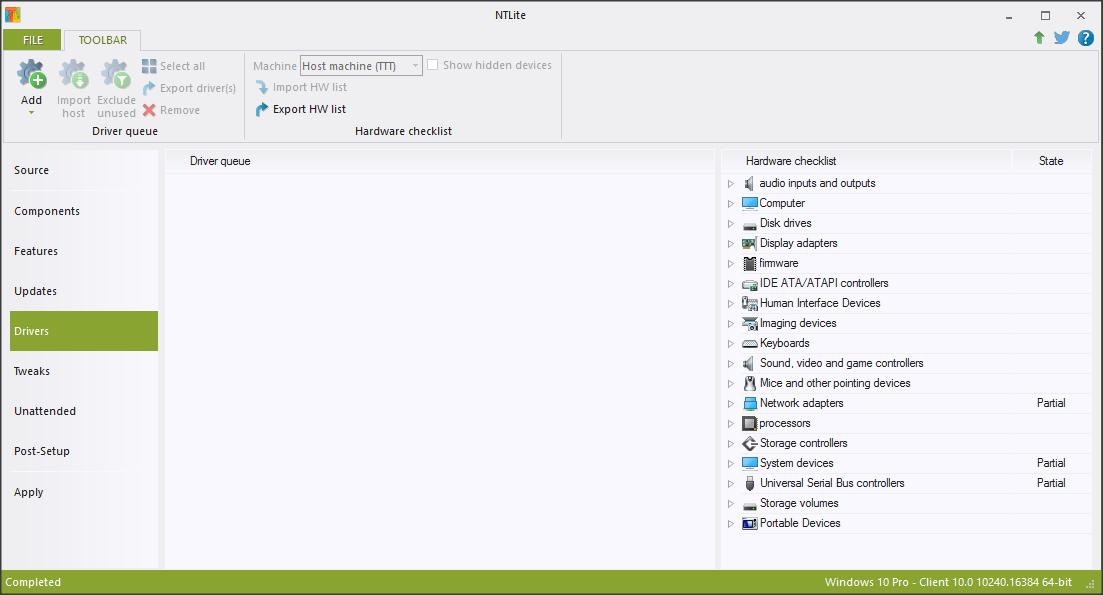 NTLite
FILE
TOOLBAR
Add
Import host
Exclude unused
Select all
Export driver(s)
Remove
Driver queue
Machine Host machine (TTT)
Show hidden devices
Import HW list
Export HW list
Hardware checklist
Source
Components
Features
Updates
Drivers
Tweaks
Unattended
Post-Setup
Apply
Driver queue
Hardware checklist State
audio inputs and outputs
Computer
Disk drives
Display adapters
firmware
IDE ATA/ATAPI controllers
Human Interface Devices
Imaging devices
Keyboards
Sound, video and game controllers
Mice and other pointing devices
Network adapters Partial
processors
Storage controllers
System devices Partial
Universal Serial Bus controllers Partial
Storage volumes
Portable Devices
Completed
Windows 10 Pro - Client 10.0 10240.16384 64-bit